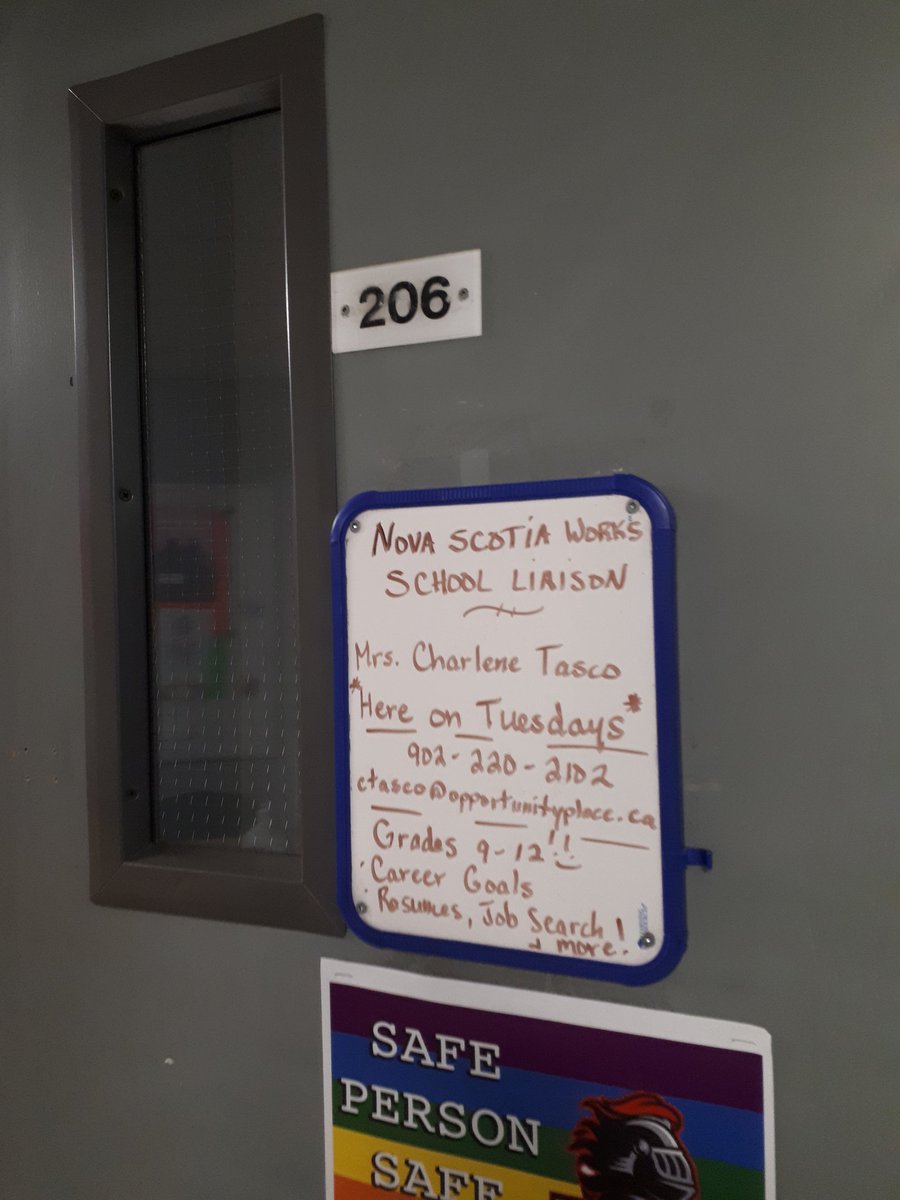 206
NOVA SCOTIA WORKS
SCHOOL LIAISON
Mrs. Charlene Tasco
*Here on Tuesdays*
902-220-2102
ctasco@opportunityplace.ca
Grades 9-12!!
Career Goals
Resumes, Job Search!
+ more.
SAFE
PERSON
SAFE